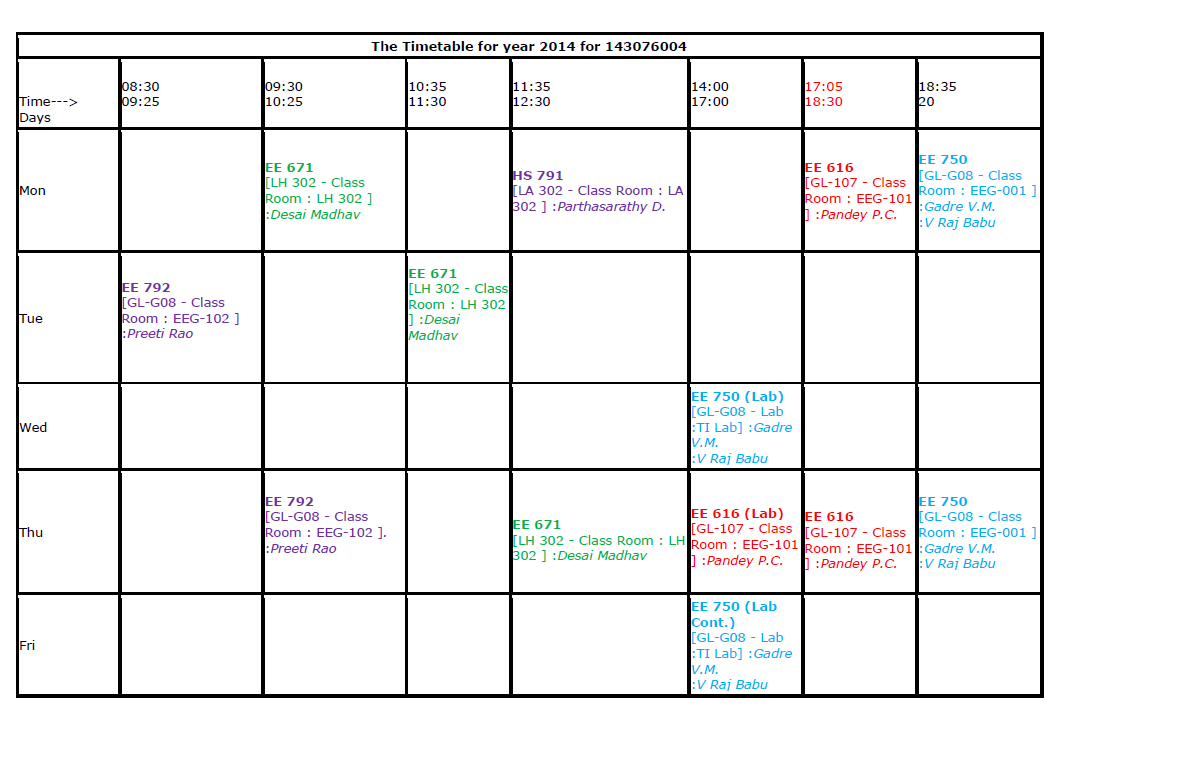 The Timetable for year 2014 for 143076004
Time--->
Days
08:30
09:25
09:30
10:25
10:35
11:30
11:35
12:30
14:00
17:00
17:05
18:30
18:35
20
Mon
EE 671
[LH 302 - Class
Room : LH 302 ]
:Desai Madhav
HS 791
[LA 302 - Class Room : LA
302 ] :Parthasarathy D.
EE 616
[GL-107 - Class
Room : EEG-101
] :Pandey P.C.
EE 750
[GL-G08 - Class
Room : EEG-001 ]
:Gadre V.M.
:V Raj Babu
Tue
EE 792
[GL-G08 - Class
Room : EEG-102 ]
:Preeti Rao
EE 671
[LH 302 - Class
Room : LH 302
] :Desai
Madhav
Wed
EE 750 (Lab)
[GL-G08 - Lab
:TI Lab] :Gadre
V.M.
:V Raj Babu
Thu
EE 792
[GL-G08 - Class
Room : EEG-102 ].
:Preeti Rao
EE 671
[LH 302 - Class Room : LH
302 ] :Desai Madhav
EE 616 (Lab)
[GL-107 - Class
Room : EEG-101
] :Pandey P.C.
EE 616
[GL-107 - Class
Room : EEG-101
] :Pandey P.C.
EE 750
[GL-G08 - Class
Room : EEG-001 ]
:Gadre V.M.
:V Raj Babu
Fri
EE 750 (Lab
Cont.)
[GL-G08 - Lab
:TI Lab] :Gadre
V.M.
:V Raj Babu